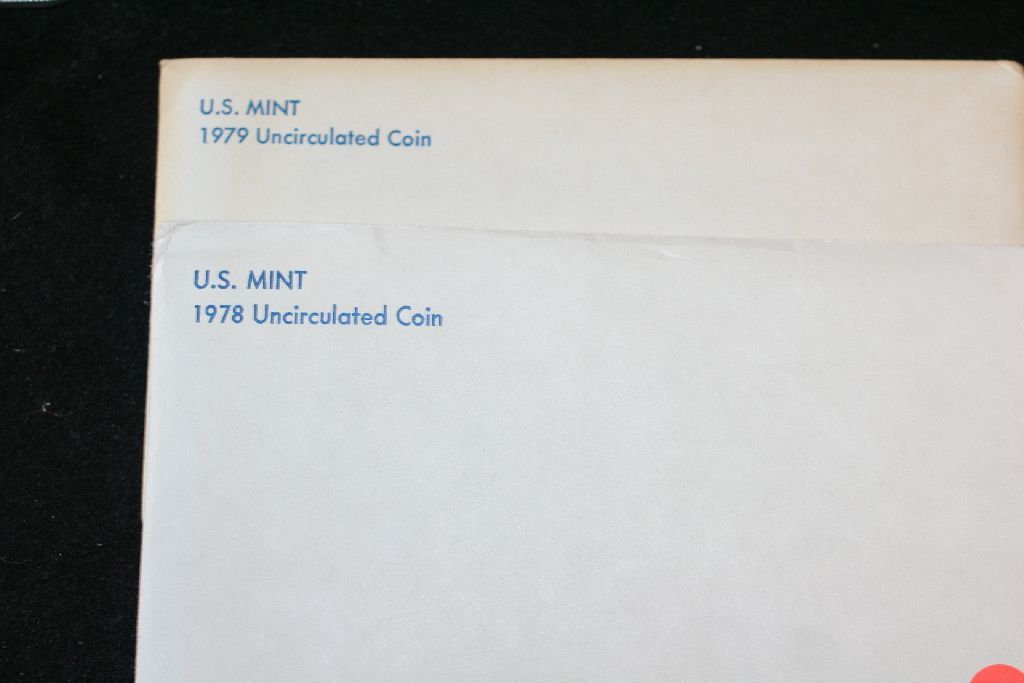 U.S. MINT
1979 Uncirculated Coin
U.S. MINT
1978 Uncirculated Coin